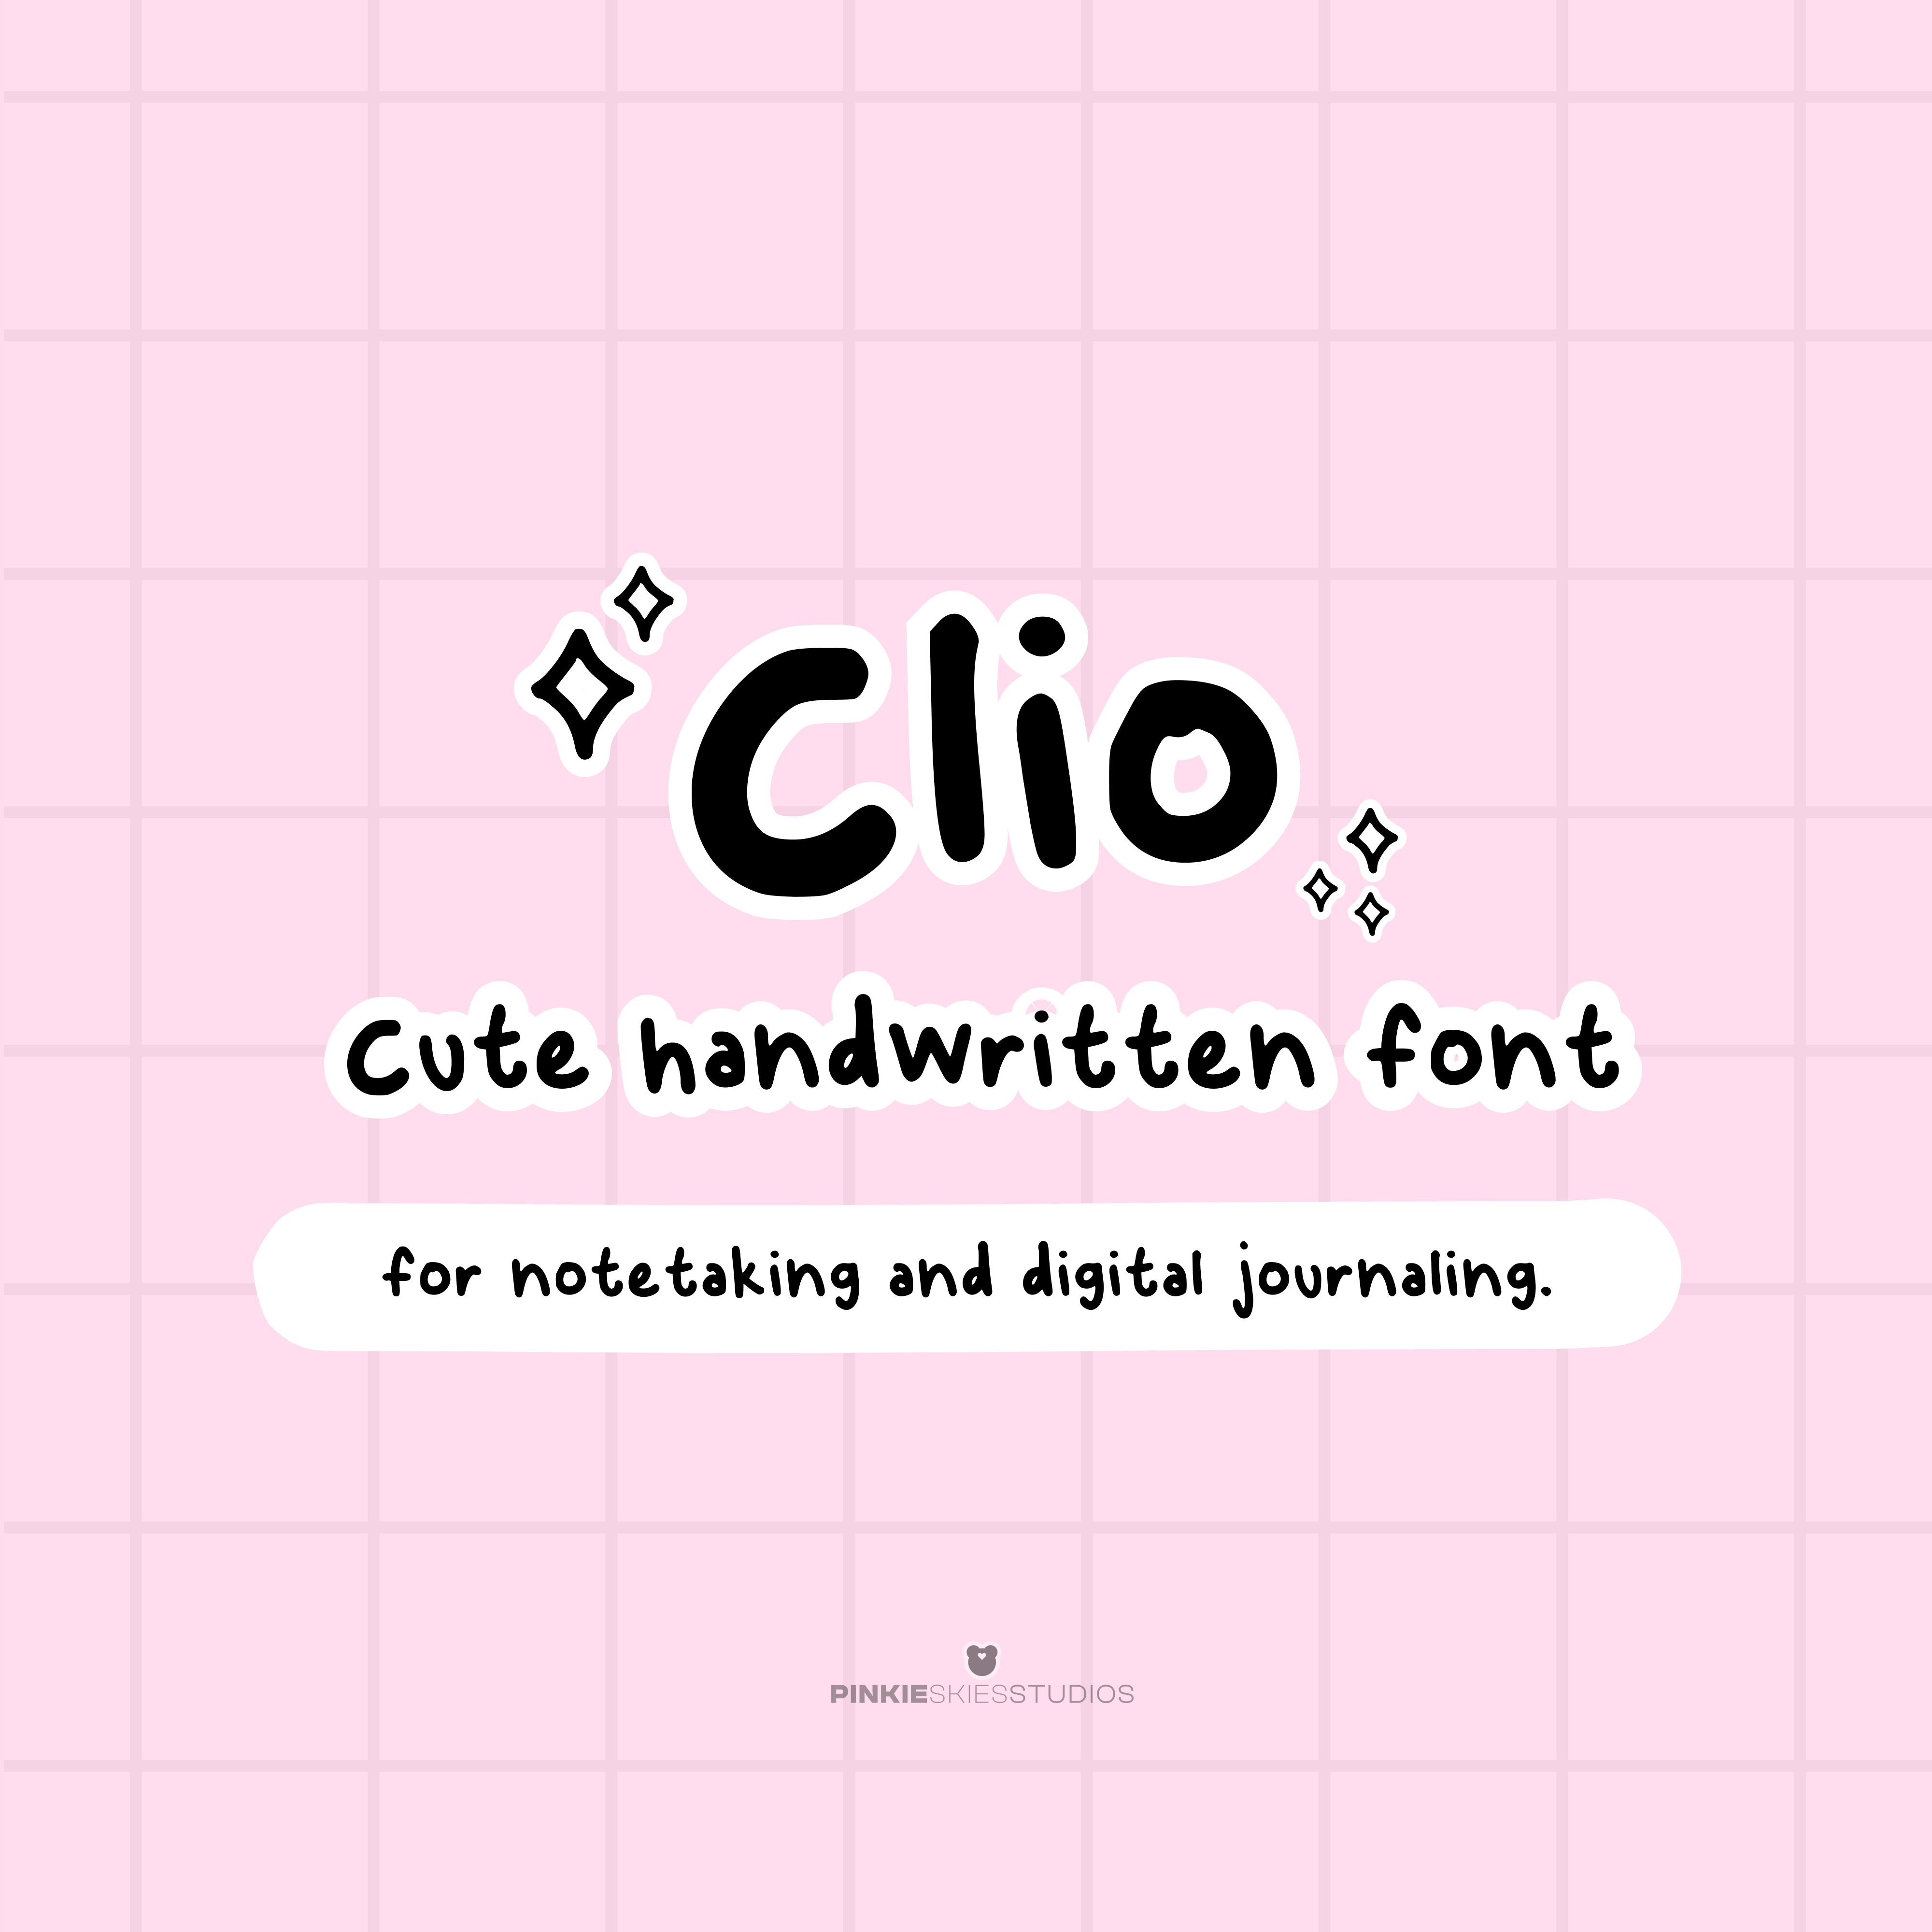 Clio
Cute handwritten font
for notetaking and digital journaling.
PINKIESKIESSTUDIOS